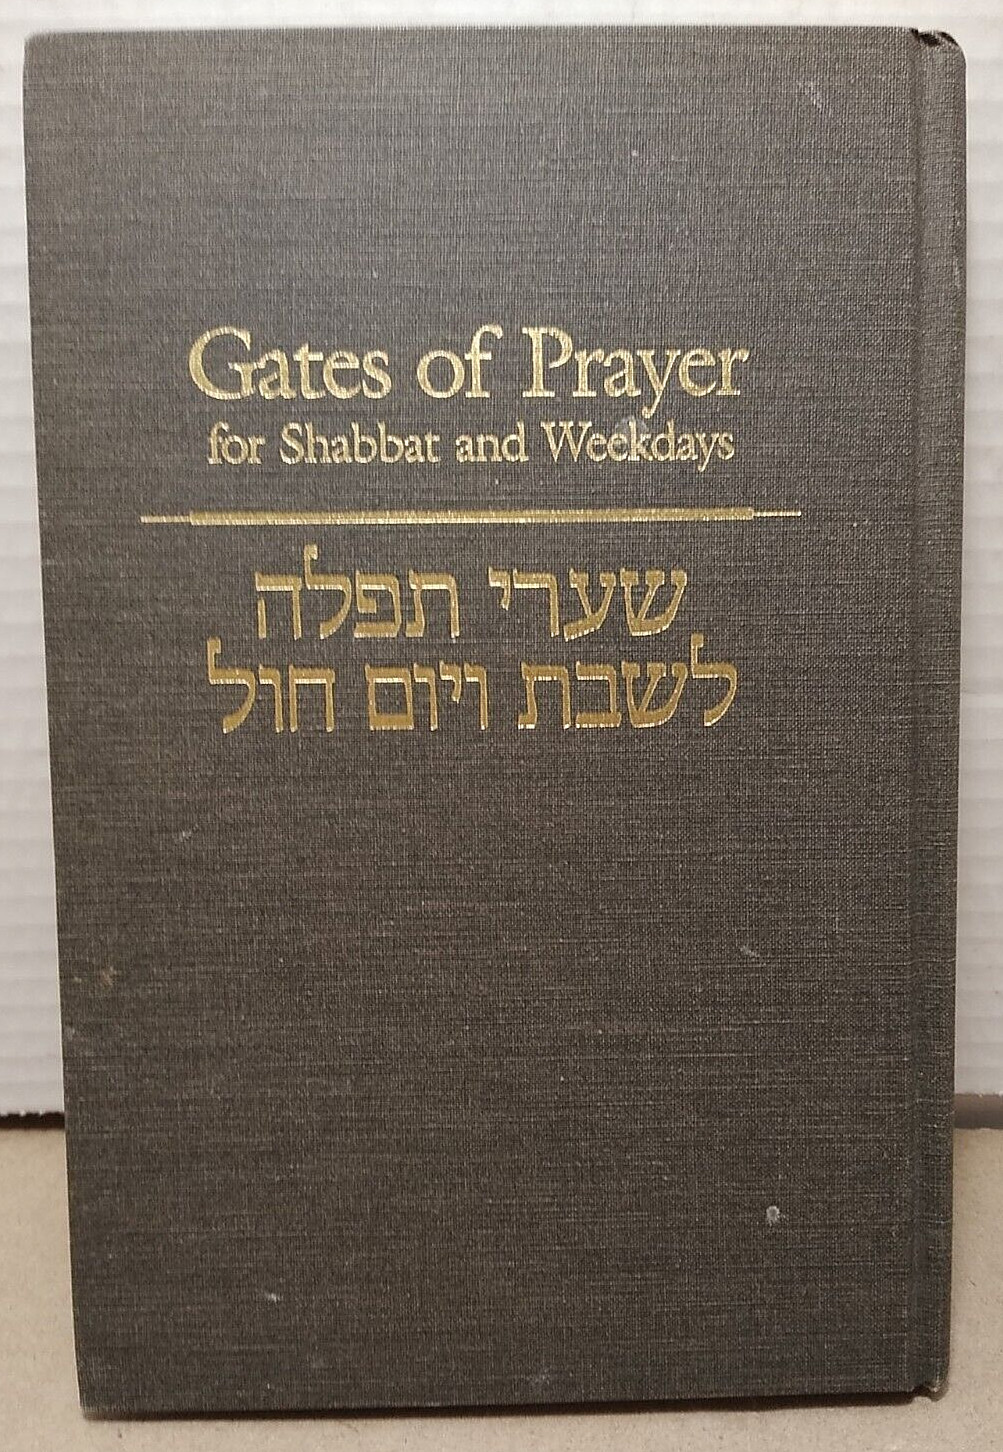 Gates of Prayer
for Shabbat and Weekdays
שערי תפלה
לשבת ויום חול